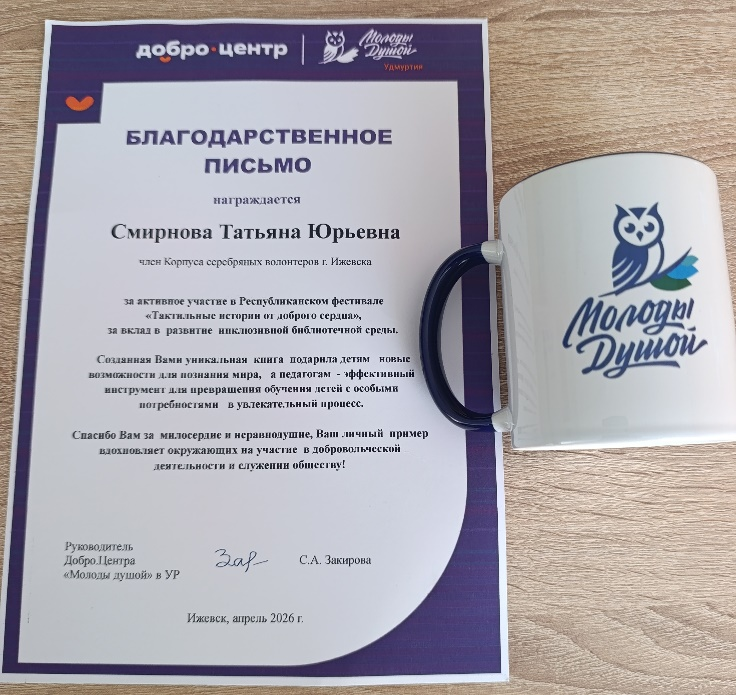 добро•центр
Молоды
Душой
Удмуртия
БЛАГОДАРСТВЕННОЕ
ПИСЬМО
награждается
Смирнова Татьяна Юрьевна
член Корпуса серебряных волонтеров г. Ижевска
за активное участие в Республиканском фестивале
«Тактильные истории от доброго сердца»,
за вклад в развитие инклюзивной библиотечной среды.
Созданная Вами уникальная книга подарила детям новые
возможности для познания мира, а педагогам - эффективный
инструмент для превращения обучения детей с особыми
потребностями в увлекательный процесс.
Спасибо Вам за милосердие и неравнодушие, Ваш личный пример
вдохновляет окружающих на участие в добровольческой
деятельности и служении обществу!
Руководитель
Добро.Центра
«Молоды душой» в УР
Зар
С.А. Закирова
Ижевск, апрель 2026 г.
Молоды
Душой